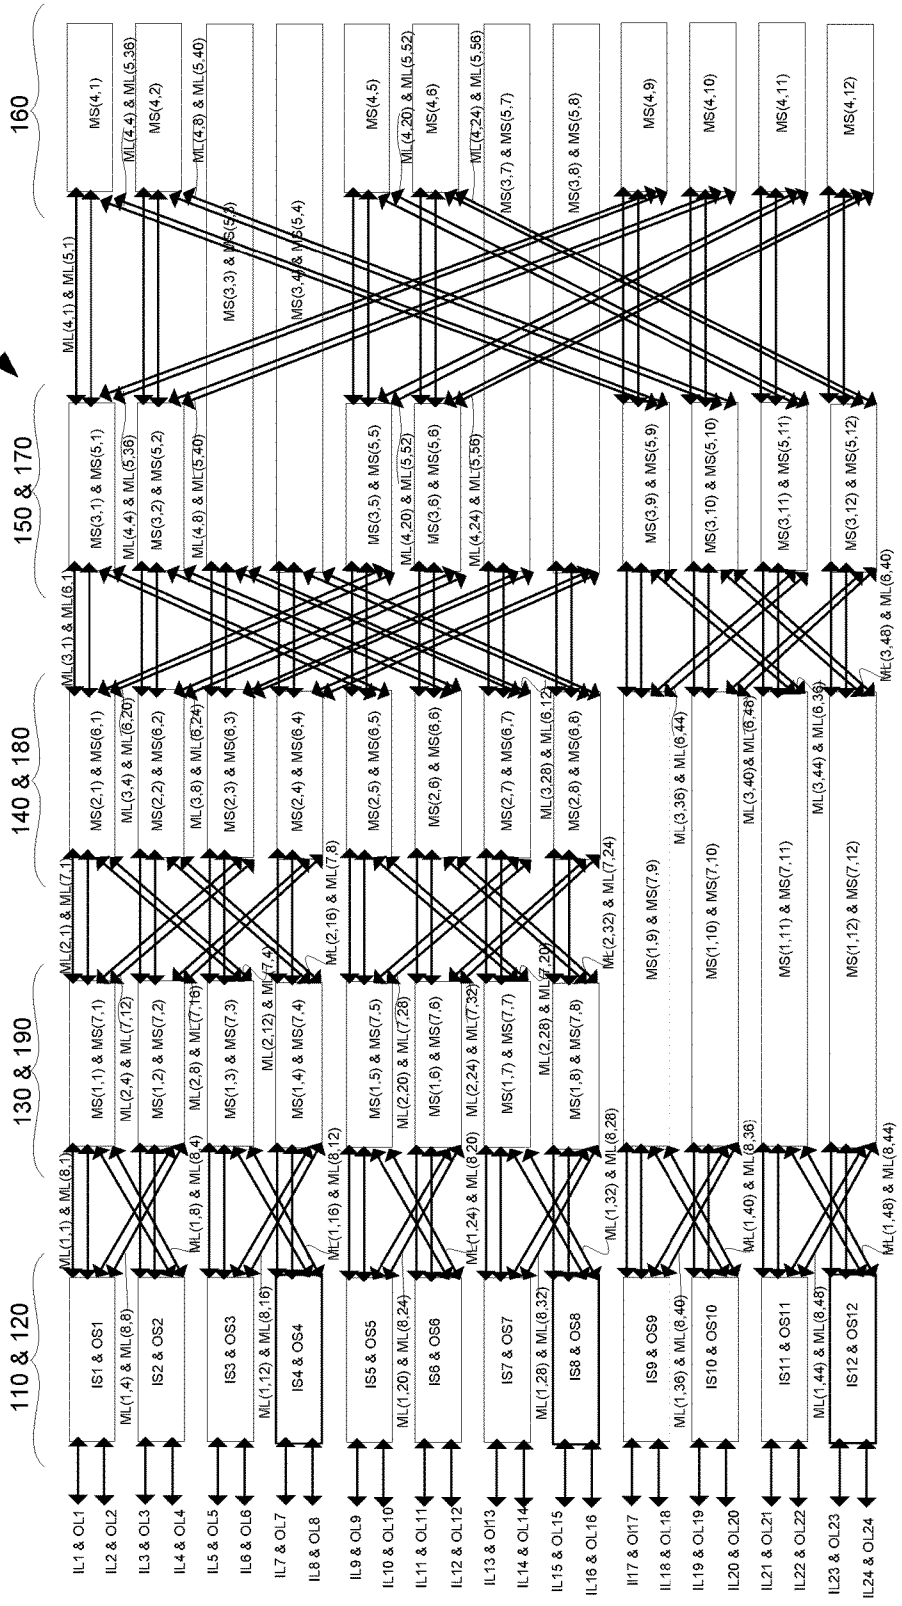 110 & 120
130 & 190
140 & 180
150 & 170
160
IL1 & OL1
IL2 & OL2
IL3 & OL3
IL4 & OL4
IL5 & OL5
IL6 & OL6
IL7 & OL7
IL8 & OL8
IL9 & OL9
IL10 & OL10
IL11 & OL11
IL12 & OL12
IL13 & Ol13
IL14 & OL14
IL15 & OL15
IL16 & OL16
Il17 & Ol17
IL18 & OL18
IL19 & OL19
IL20 & OL20
IL21 & OL21
IL22 & OL22
IL23 & OL23
IL24 & OL24
IS1 & OS1
ML(1,4) & ML(8,8)
IS2 & OS2
IS3 & OS3
ML(1,12) & ML(8,16)
IS4 & OS4
IS5 & OS5
ML(1,20) & ML(8,24)
IS6 & OS6
IS7 & OS7
ML(1,28) & ML(8,32)
IS8 & OS8
IS9 & OS9
ML(1,36) & ML(8,40)
IS10 & OS10
IS11 & OS11
ML(1,44) & ML(8,48)
IS12 & OS12
ML(1,1) & ML(8,1)
ML(1,8) & ML(8,4)
ML(1,16) & ML(8,12)
ML(1,24) & ML(8,20)
ML(1,32) & ML(8,28)
ML(1,40) & ML(8,36)
ML(1,48) & ML(8,44)
MS(1,1) & MS(7,1)
ML(2,4) & ML(7,12)
MS(1,2) & MS(7,2)
ML(2,8) & ML(7,16)
MS(1,3) & MS(7,3)
ML(2,12) & ML(7,4)
MS(1,4) & MS(7,4)
ML(2,16) & ML(7,8)
MS(1,5) & MS(7,5)
ML(2,20) & ML(7,28)
MS(1,6) & MS(7,6)
ML(2,24) & ML(7,32)
MS(1,7) & MS(7,7)
ML(2,28) & ML(7,20)
MS(1,8) & MS(7,8)
ML(2,32) & ML(7,24)
MS(1,9) & MS(7,9)
MS(1,10) & MS(7,10)
MS(1,11) & MS(7,11)
MS(1,12) & MS(7,12)
ML(2,1) & ML(7,1)
MS(2,1) & MS(6,1)
ML(3,4) & ML(6,20)
MS(2,2) & MS(6,2)
ML(3,8) & ML(6,24)
MS(2,3) & MS(6,3)
MS(2,4) & MS(6,4)
MS(2,5) & MS(6,5)
MS(2,6) & MS(6,6)
MS(2,7) & MS(6,7)
ML(3,28) & ML(6,12)
MS(2,8) & MS(6,8)
ML(3,36) & ML(6,44)
ML(3,40)& ML(6,48)
ML(3,44) & ML(6,36)
ML(3,48) & ML(6,40)
ML(3,1) & ML(6,1)
MS(3,1) & MS(5,1)
ML(4,4) & ML(5,36)
MS(3,2) & MS(5,2)
ML(4,8) & ML(5,40)
MS(3,3) & MS(5,3)
MS(3,4) & MS(5,4)
MS(3,5) & MS(5,5)
ML(4,20) & ML(5,52)
MS(3,6) & MS(5,6)
ML(4,24) & ML(5,56)
MS(3,7) & MS(5,7)
MS(3,8) & MS(5,8)
MS(3,9) & MS(5,9)
MS(3,10) & MS(5,10)
MS(3,11) & MS(5,11)
MS(3,12) & MS(5,12)
ML(4,1) & ML(5,1)
MS(4,1)
ML(4,4) & ML(5,36)
MS(4,2)
ML(4,8) & ML(5,40)
MS(4,5)
ML(4,20) & ML(5,52)
MS(4,6)
ML(4,24) & ML(5,56)
MS(4,9)
MS(4,10)
MS(4,11)
MS(4,12)